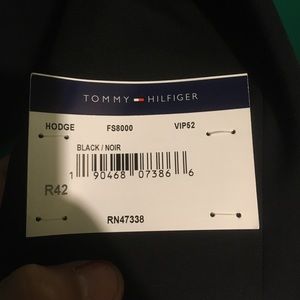 TOMMY HILFIGER
HODGE FS8000 VIP52
BLACK / NOIR
1 90468 07386 6
R42
RN47338